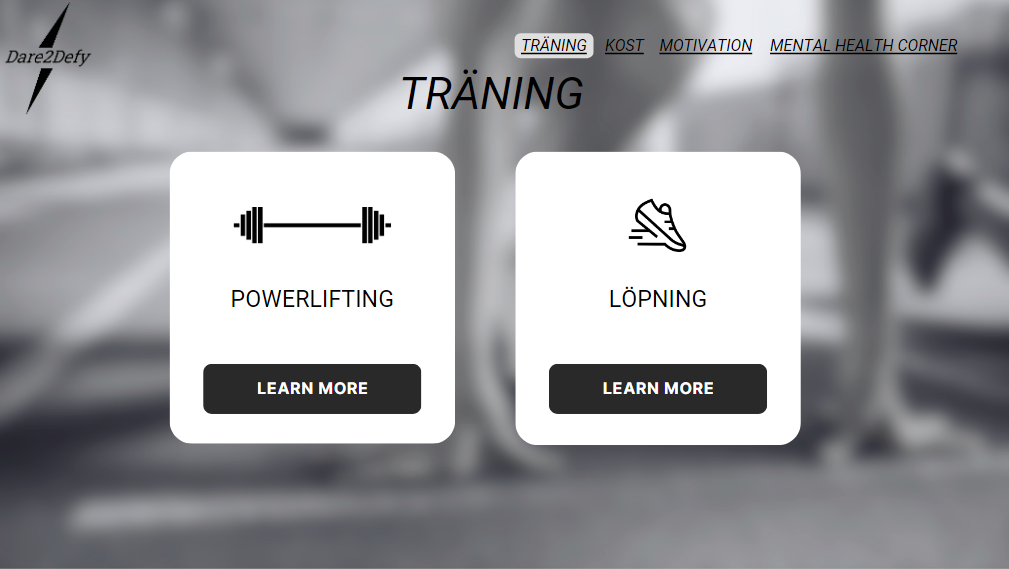 Dare2Defy
TRÄNING KOST MOTIVATION MENTAL HEALTH CORNER
TRÄNING
POWERLIFTING
LEARN MORE
LÖPNING
LEARN MORE